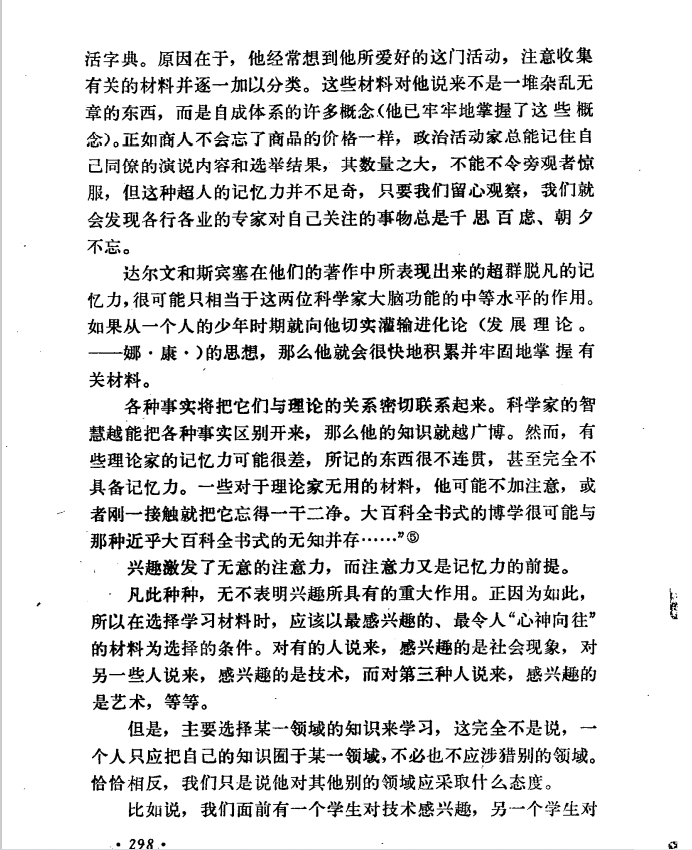 活字典。原因在于，他经常想到他所爱好的这门活动，注意收集
有关的材料并逐一加以分类。这些材料对他说来不是一堆杂乱无
章的东西，而是自成体系的许多概念(他已牢牢地掌握了这些概
念)。正如商人不会忘了商品的价格一样，政治活动家总能记住自
己同僚的演说内容和选举结果，其数量之大，不能不令旁观者惊
服，但这种超人的记忆力并不足奇，只要我们留心观察，我们就
会发现各行各业的专家对自己关注的事物总是千思百虑、朝夕
不忘。
达尔文和斯宾塞在他们的著作中所表现出来的超群脱凡的记
忆力，很可能只相当于这两位科学家大脑功能的中等水平的作用。
如果从一个人的少年时期就向他切实灌输进化论（发展理论。
——娜·康·)的思想，那么他就会很快地积累并牢固地掌握有
关材料。
各种事实将把它们与理论的关系密切联系起来。科学家的智
慧越能把各种事实区别开来，那么他的知识就越广博。然而，有
些理论家的记忆力可能很差，所记的东西很不连贯，甚至完全不
具备记忆力。一些对于理论家无用的材料，他可能不加注意，或
者刚一接触就把它忘得一干二净。大百科全书式的博学很可能与
那种近乎大百科全书式的无知并存……”⑤
兴趣激发了无意的注意力，而注意力又是记忆力的前提。
凡此种种，无不表明兴趣所具有的重大作用。正因为如此，
所以在选择学习材料时，应该以最感兴趣的、最令人“心神向往”
的材料为选择的条件。对有的人说来，感兴趣的是社会现象，对
另一些人说来，感兴趣的是技术，而对第三种人说来，感兴趣的
是艺术，等等。
但是，主要选择某一领域的知识来学习，这完全不是说，一
个人只应把自己的知识囿于某一领域，不必也不应涉猎别的领域。
恰恰相反，我们只是说他对其他别的领域应采取什么态度。
比如说，我们面前有一个学生对技术感兴趣，另一个学生对
·298·